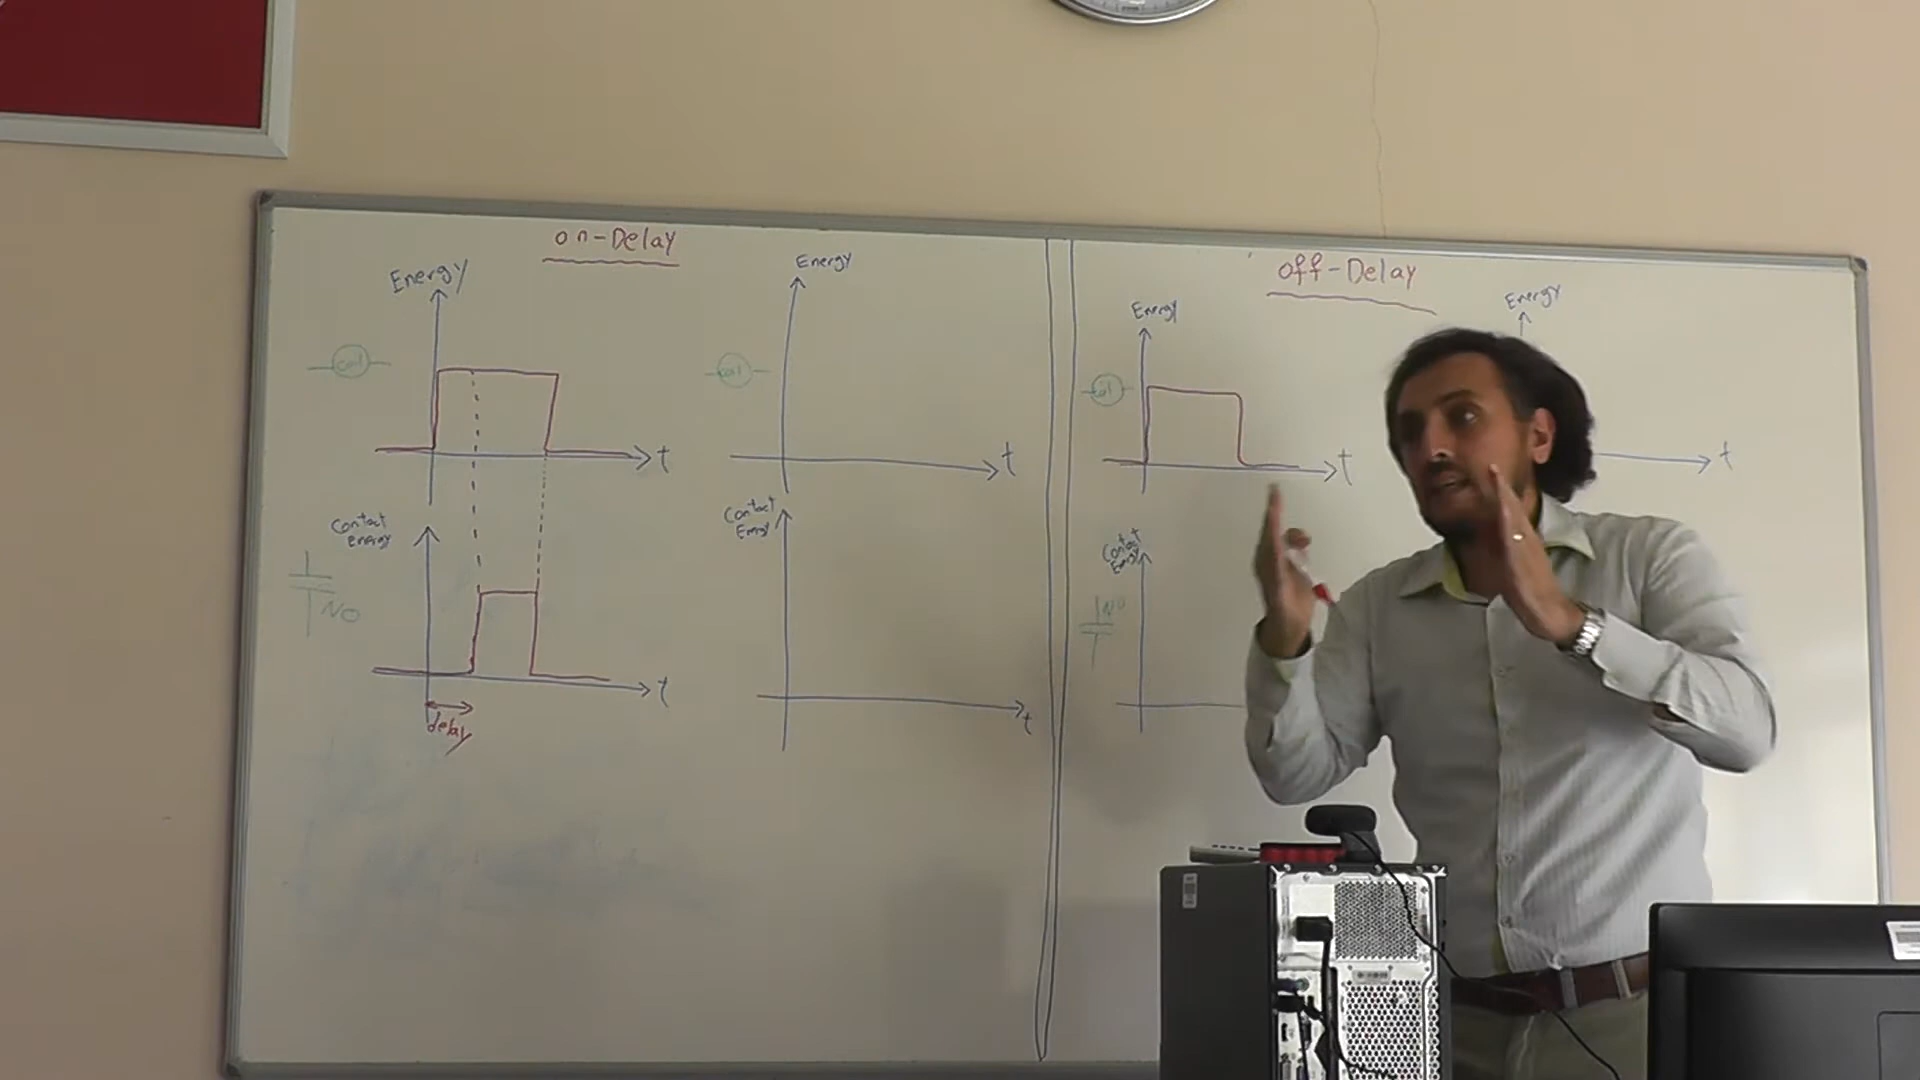 on-Delay
Energy
coil
t
Contact
energy
NO
t
delay
Energy
coil
t
Contact
Energy
t
off-Delay
Energy
coil
t
Contact
Energy
NO
Energy
t